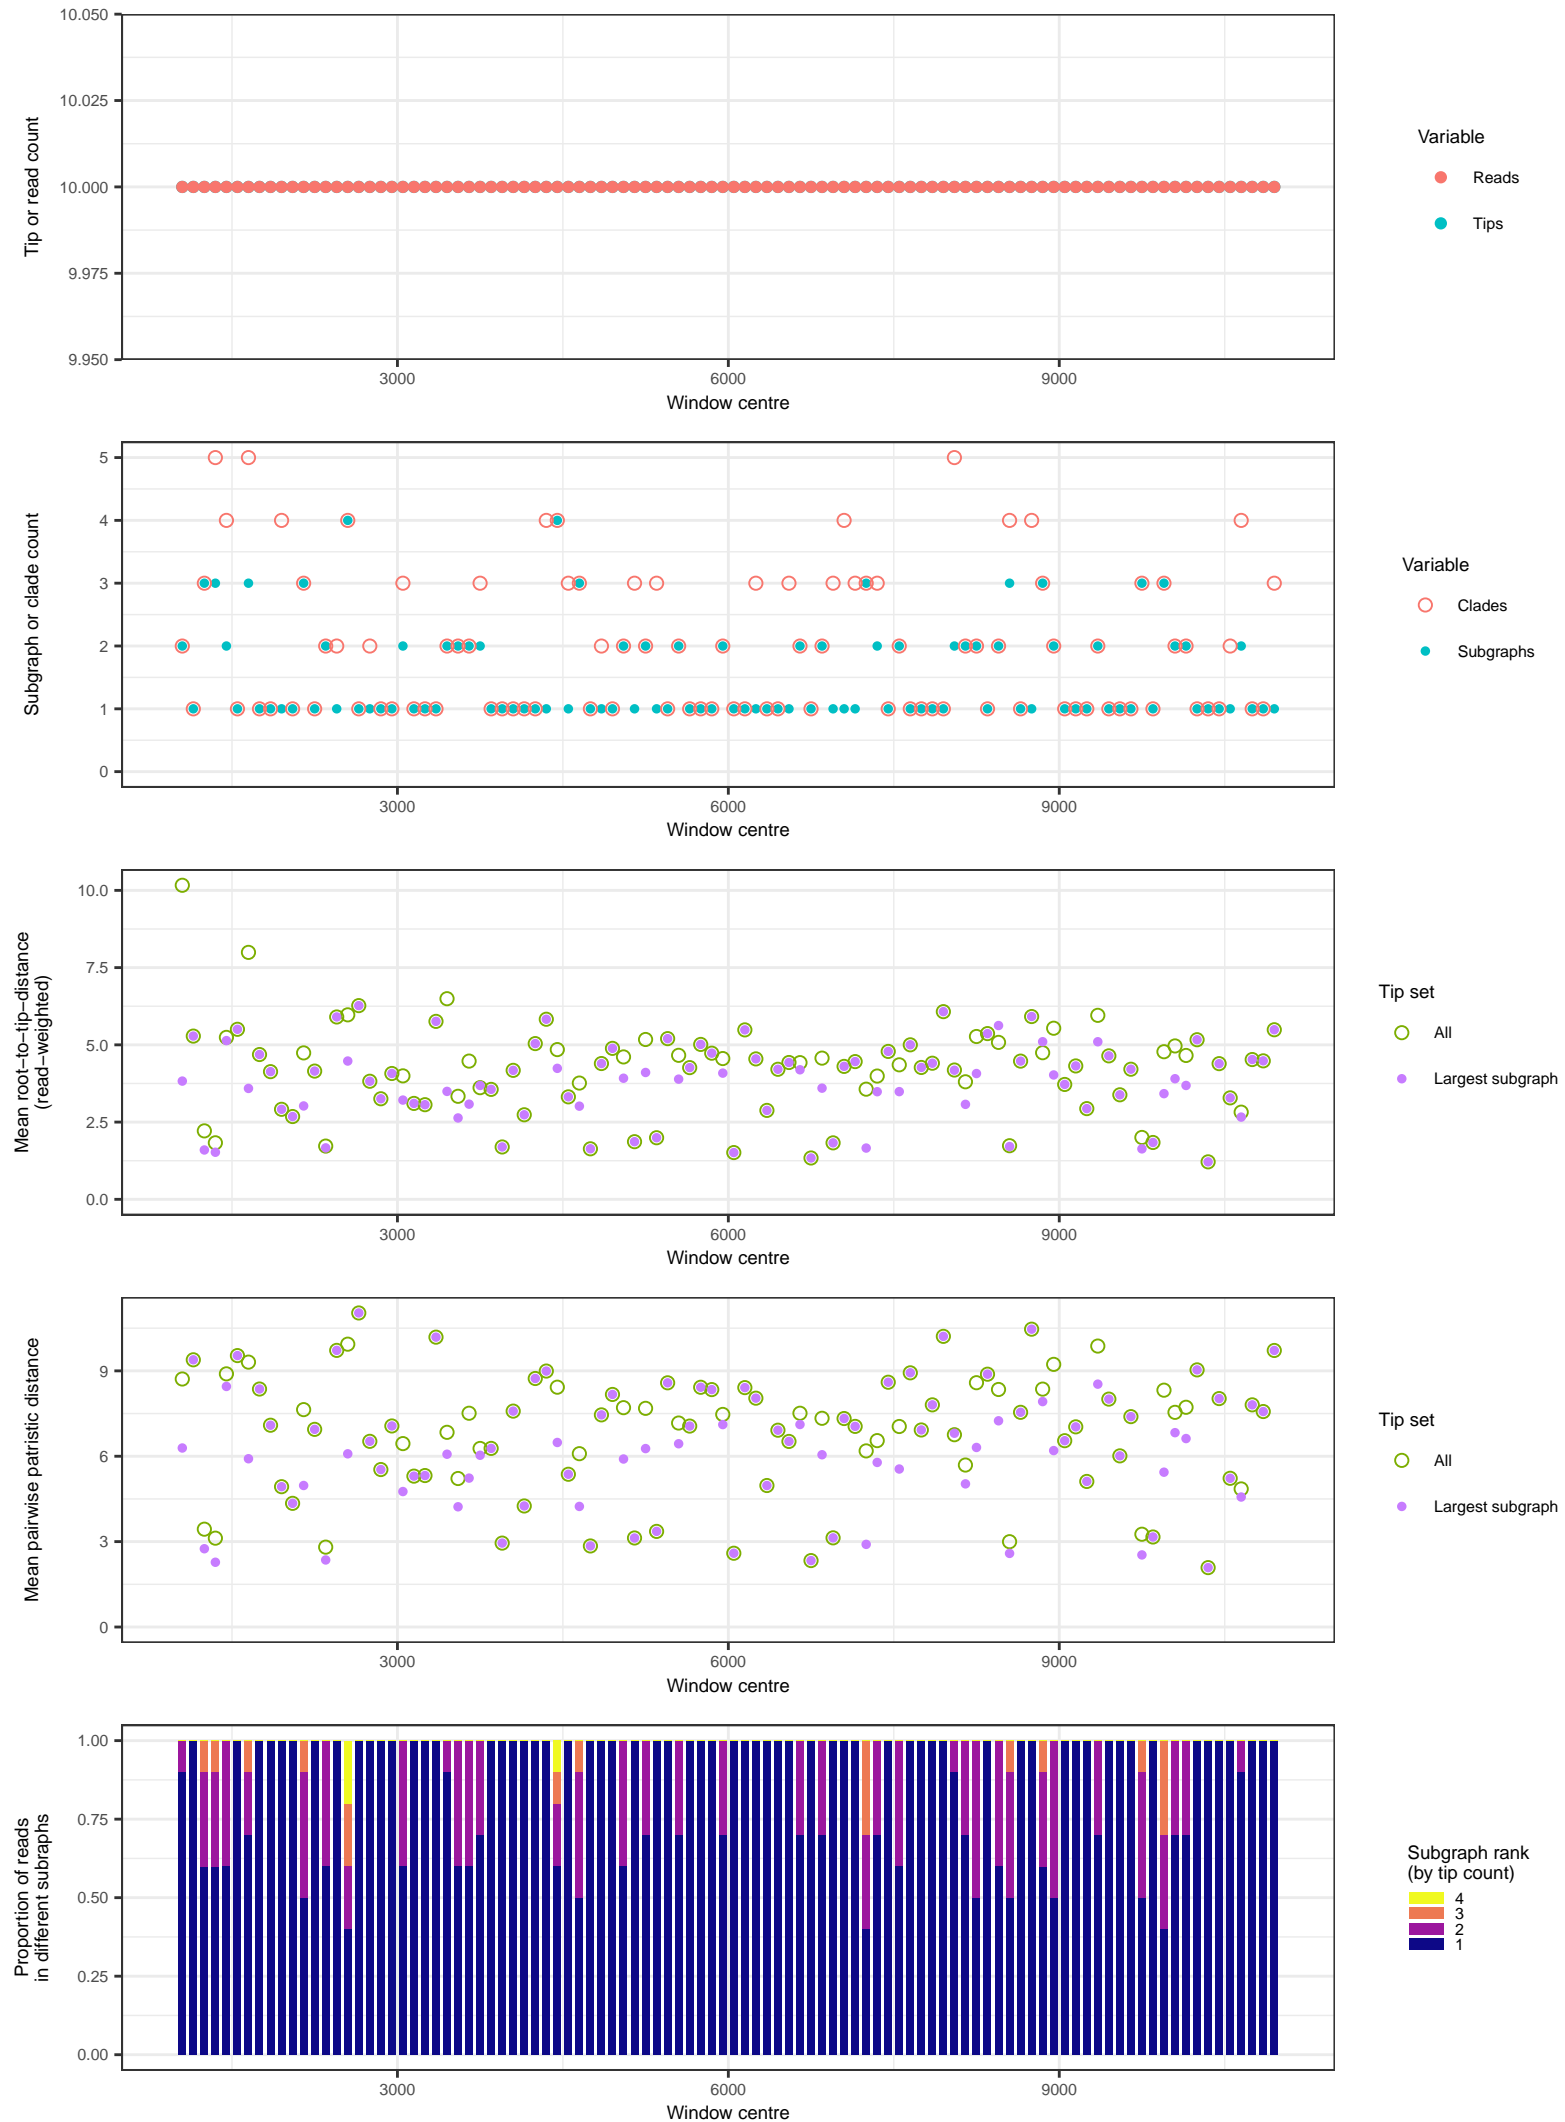 10.050
10.025
10.000
9.975
9.950
Tip or read count
3000 6000 9000
Window centre
Variable
Reads
Tips
5
4
3
2
1
0
Subgraph or clade count
3000 6000 9000
Window centre
Variable
Clades
Subgraphs
10.0
7.5
5.0
2.5
0.0
Mean root−to−tip−distance
(read−weighted)
3000 6000 9000
Window centre
Tip set
All
Largest subgraph
9
6
3
0
Mean pairwise patristic distance
3000 6000 9000
Window centre
Tip set
All
Largest subgraph
1.00
0.75
0.50
0.25
0.00
Proportion of reads
in different subraphs
3000 6000 9000
Window centre
Subgraph rank
(by tip count)
4
3
2
1